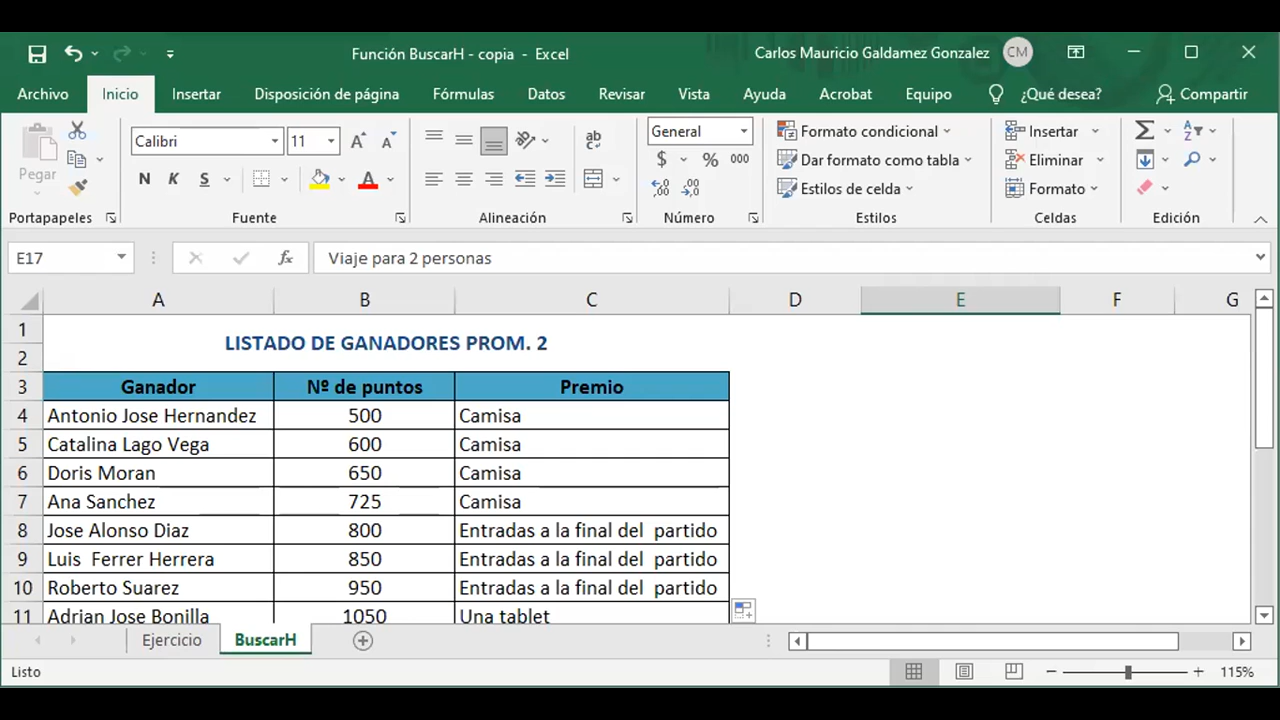 Función BuscarH - copia - Excel
Carlos Mauricio Galdamez Gonzalez CM
Archivo Inicio Insertar Disposición de página Fórmulas Datos Revisar Vista Ayuda Acrobat Equipo ¿Qué desea? Compartir
Pegar
Portapapeles
Calibri 11
N K S A
Fuente
ab
Alineación
General
$ % 000
Número
Formato condicional
Dar formato como tabla
Estilos de celda
Estilos
Insertar
Eliminar
Formato
Celdas
Edición
E17 fx Viaje para 2 personas
A B C D E F G
1
LISTADO DE GANADORES PROM. 2
2
3 Ganador Nº de puntos Premio
4 Antonio Jose Hernandez 500 Camisa
5 Catalina Lago Vega 600 Camisa
6 Doris Moran 650 Camisa
7 Ana Sanchez 725 Camisa
8 Jose Alonso Diaz 800 Entradas a la final del  partido
9 Luis  Ferrer Herrera 850 Entradas a la final del  partido
10 Roberto Suarez 950 Entradas a la final del  partido
11 Adrian Jose Bonilla 1050 Una tablet
Ejercicio BuscarH
Listo
115%